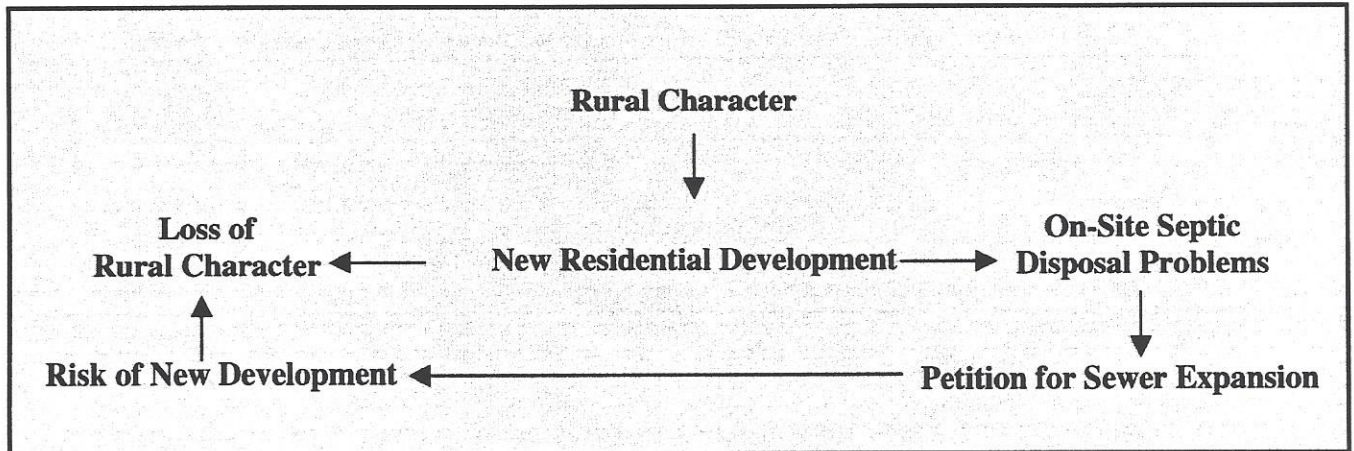 Rural Character
Loss of
Rural Character
New Residential Development
On-Site Septic
Disposal Problems
Risk of New Development
Petition for Sewer Expansion